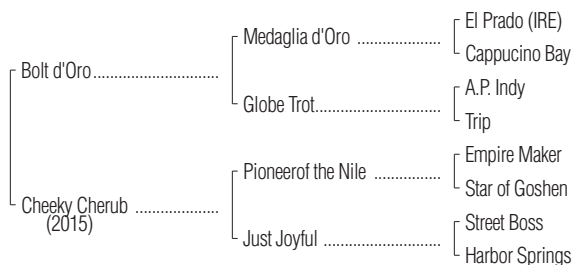 El Prado (IRE)
Medaglia d'Oro
Cappucino Bay
Bolt d'Oro
A.P. Indy
Globe Trot
Trip
Empire Maker
Pioneerof the Nile
Star of Goshen
Cheeky Cherub
(2015)
Street Boss
Just Joyful
Harbor Springs